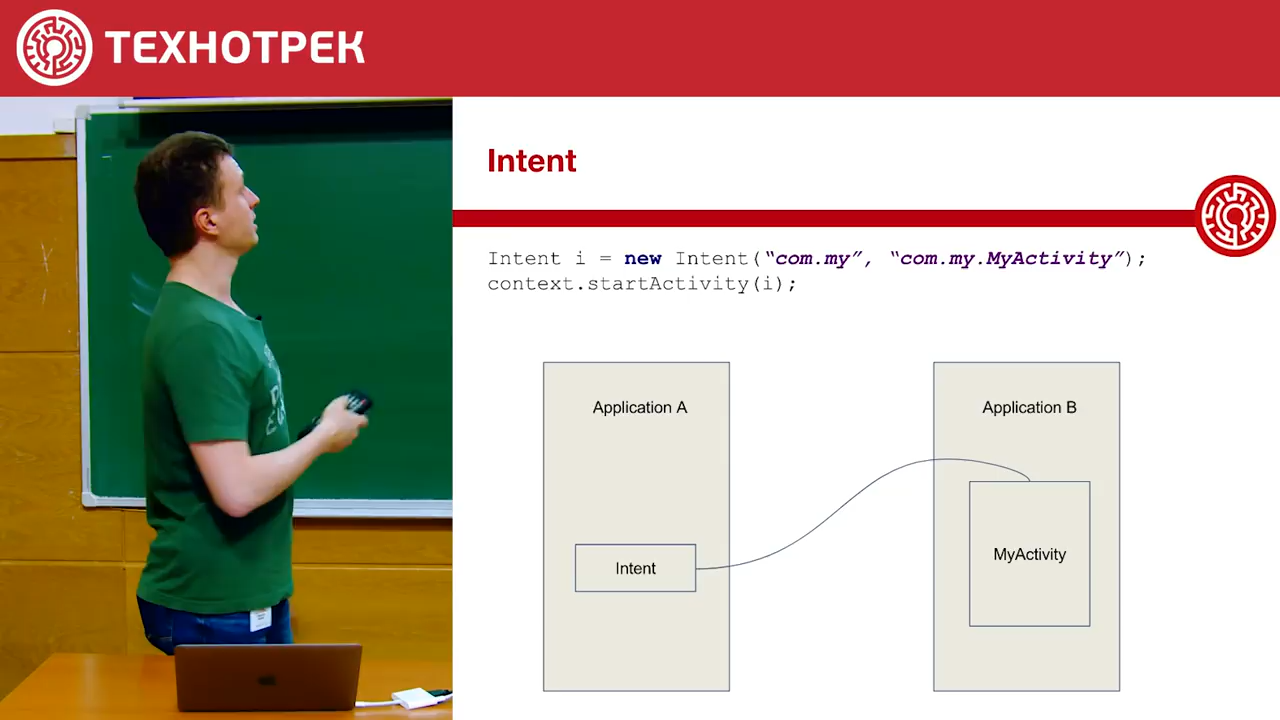 ТЕХНОТРЕК
Intent
Intent i = new Intent(“com.my”, “com.my.MyActivity”);
context.startActivity(i);
Application A
Application B
Intent
MyActivity